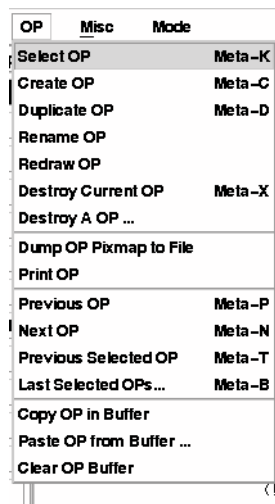 OP Misc Mode
Select OP Meta-K
Create OP Meta-C
Duplicate OP Meta-D
Rename OP
Redraw OP
Destroy Current OP Meta-X
Destroy A OP ...
Dump OP Pixmap to File
Print OP
Previous OP Meta-P
Next OP Meta-N
Previous Selected OP Meta-T
Last Selected OPs... Meta-B
Copy OP in Buffer
Paste OP from Buffer ...
Clear OP Buffer